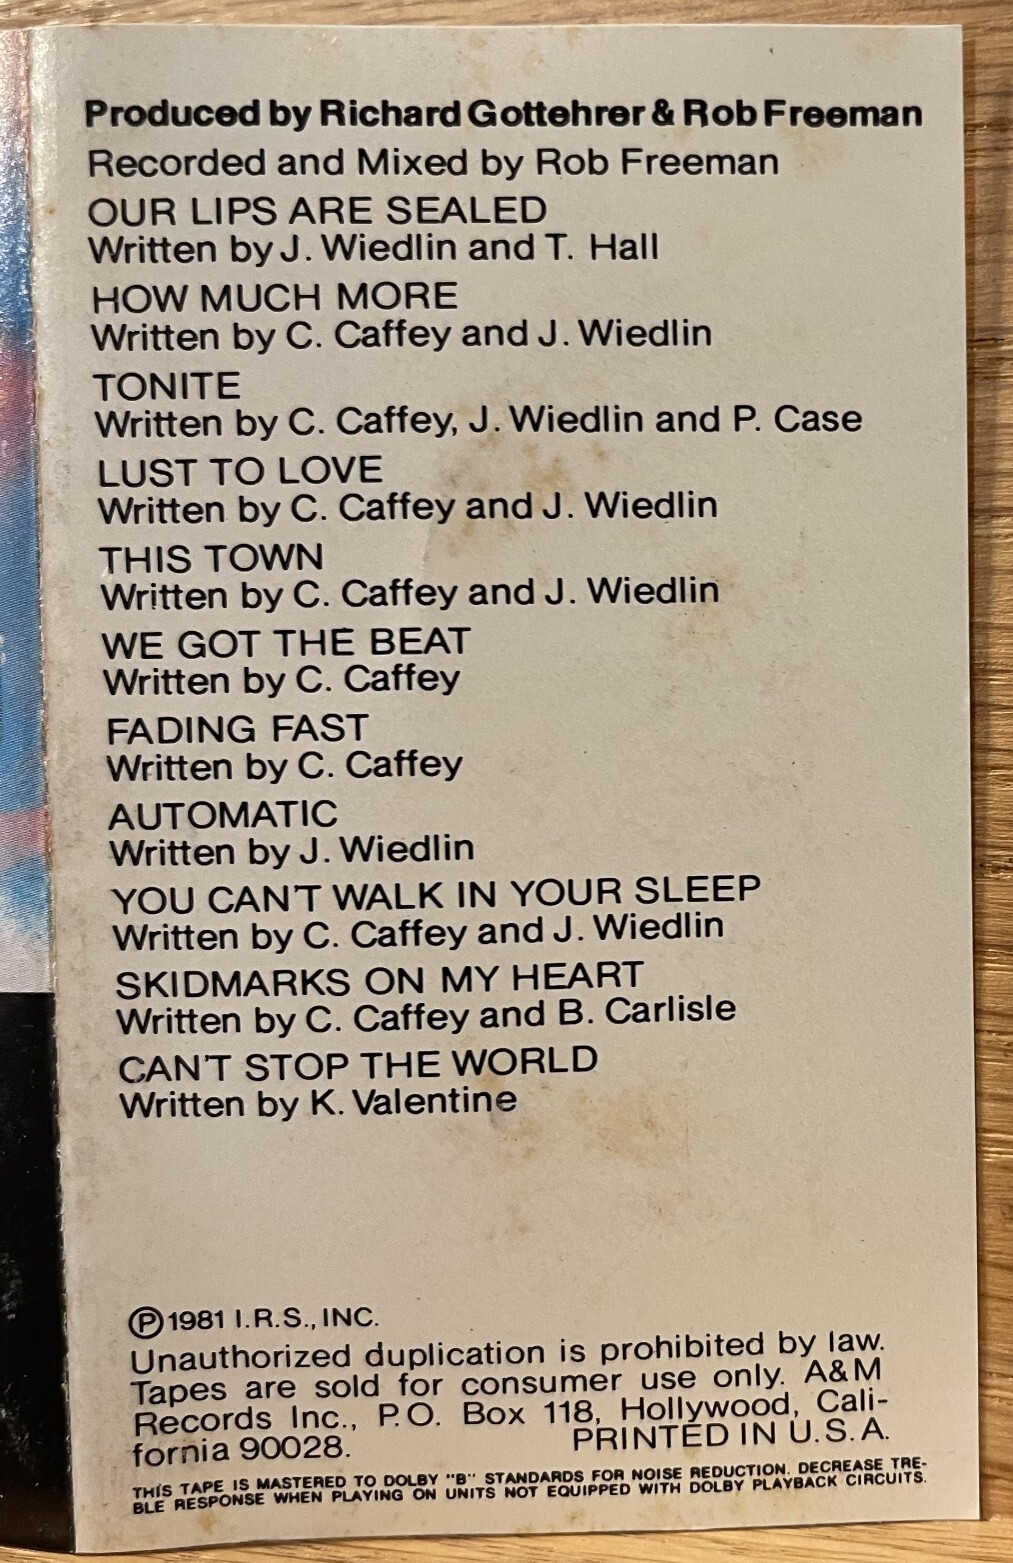 Produced by Richard Gottehrer & Rob Freeman
Recorded and Mixed by Rob Freeman
OUR LIPS ARE SEALED
Written by J. Wiedlin and T. Hall
HOW MUCH MORE
Written by C. Caffey and J. Wiedlin
TONITE
Written by C. Caffey, J. Wiedlin and P. Case
LUST TO LOVE
Written by C. Caffey and J. Wiedlin
THIS TOWN
Written by C. Caffey and J. Wiedlin
WE GOT THE BEAT
Written by C. Caffey
FADING FAST
Written by C. Caffey
AUTOMATIC
Written by J. Wiedlin
YOU CAN'T WALK IN YOUR SLEEP
Written by C. Caffey and J. Wiedlin
SKIDMARKS ON MY HEART
Written by C. Caffey and B. Carlisle
CAN'T STOP THE WORLD
Written by K. Valentine
℗1981 I.R.S., INC.
Unauthorized duplication is prohibited by law.
Tapes are sold for consumer use only. A&M
Records Inc., P.O. Box 118, Hollywood, Cali-
fornia 90028. PRINTED IN U.S.A.
THIS TAPE IS MASTERED TO DOLBY "B" STANDARDS FOR NOISE REDUCTION. DECREASE TRE-
BLE RESPONSE WHEN PLAYING ON UNITS NOT EQUIPPED WITH DOLBY PLAYBACK CIRCUITS.